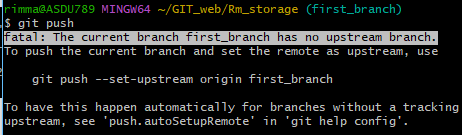 rimma@ASDU789 MINGW64 ~/GIT_web/Rm_storage (first_branch)
$ git push
fatal: The current branch first_branch has no upstream branch.
To push the current branch and set the remote as upstream, use
    git push --set-upstream origin first_branch
To have this happen automatically for branches without a tracking
upstream, see 'push.autoSetupRemote' in 'git help config'.